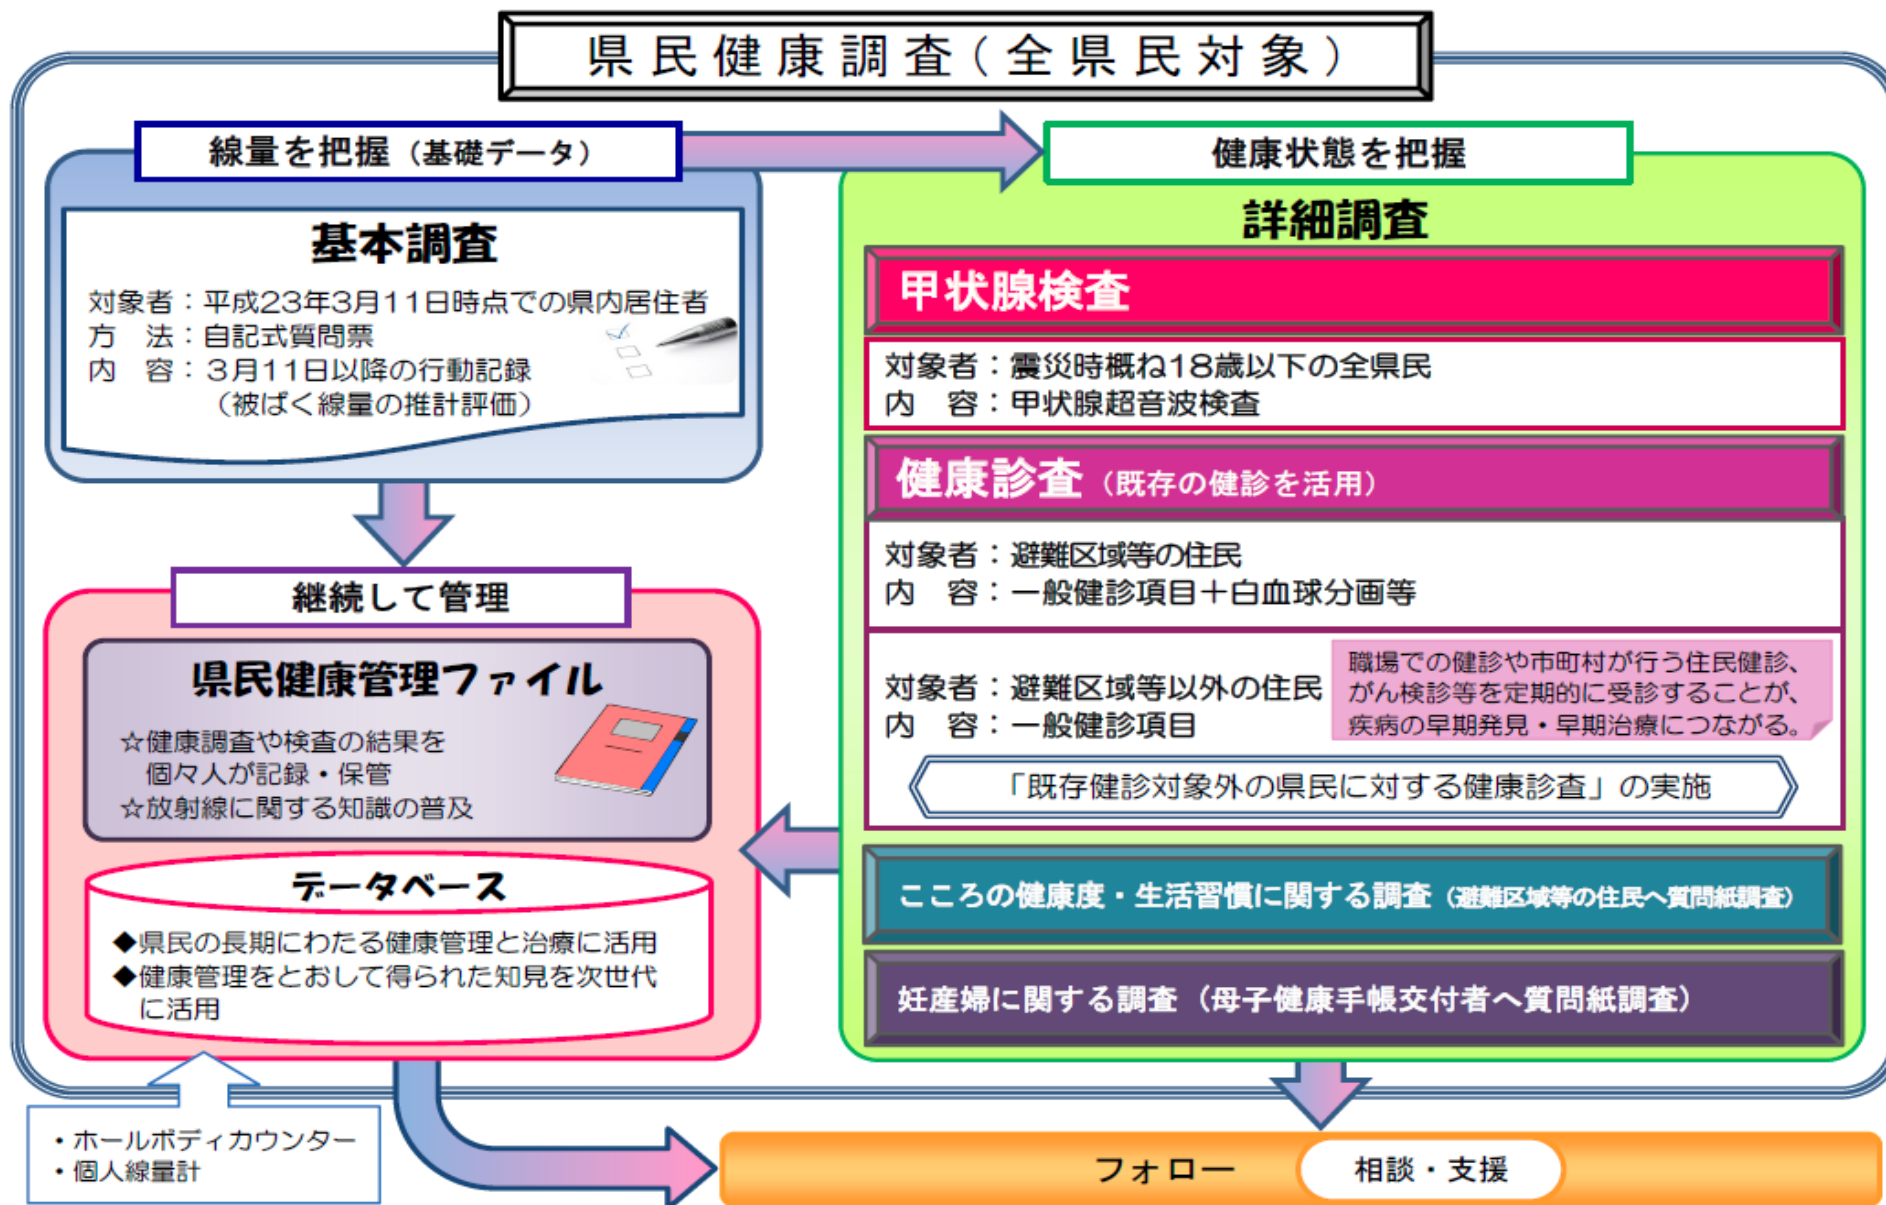 県民健康調査(全県民対象)
線量を把握(基礎データ)
基本調査
対象者:平成23年3月11日時点での県内居住者
方 法:自記式質問票
内 容:3月11日以降の行動記録
(被ばく線量の推計評価)
継続して管理
県民健康管理ファイル
☆健康調査や検査の結果を
個々人が記録・保管
☆放射線に関する知識の普及
データベース
◆県民の長期にわたる健康管理と治療に活用
◆健康管理をとおして得られた知見を次世代
に活用
・ホールボディカウンター
・個人線量計
健康状態を把握
詳細調査
甲状腺検査
対象者:震災時概ね18歳以下の全県民
内 容:甲状腺超音波検査
健康診査(既存の健診を活用)
対象者:避難区域等の住民
内 容:一般健診項目+白血球分画等
対象者:避難区域等以外の住民
内 容:一般健診項目
職場での健診や市町村が行う住民健診、
がん検診等を定期的に受診することが、
疾病の早期発見・早期治療につながる。
「既存健診対象外の県民に対する健康診査」の実施
こころの健康度・生活習慣に関する調査(避難区域等の住民へ質問紙調査)
妊産婦に関する調査(母子健康手帳交付者へ質問紙調査)
フォロー 相談・支援